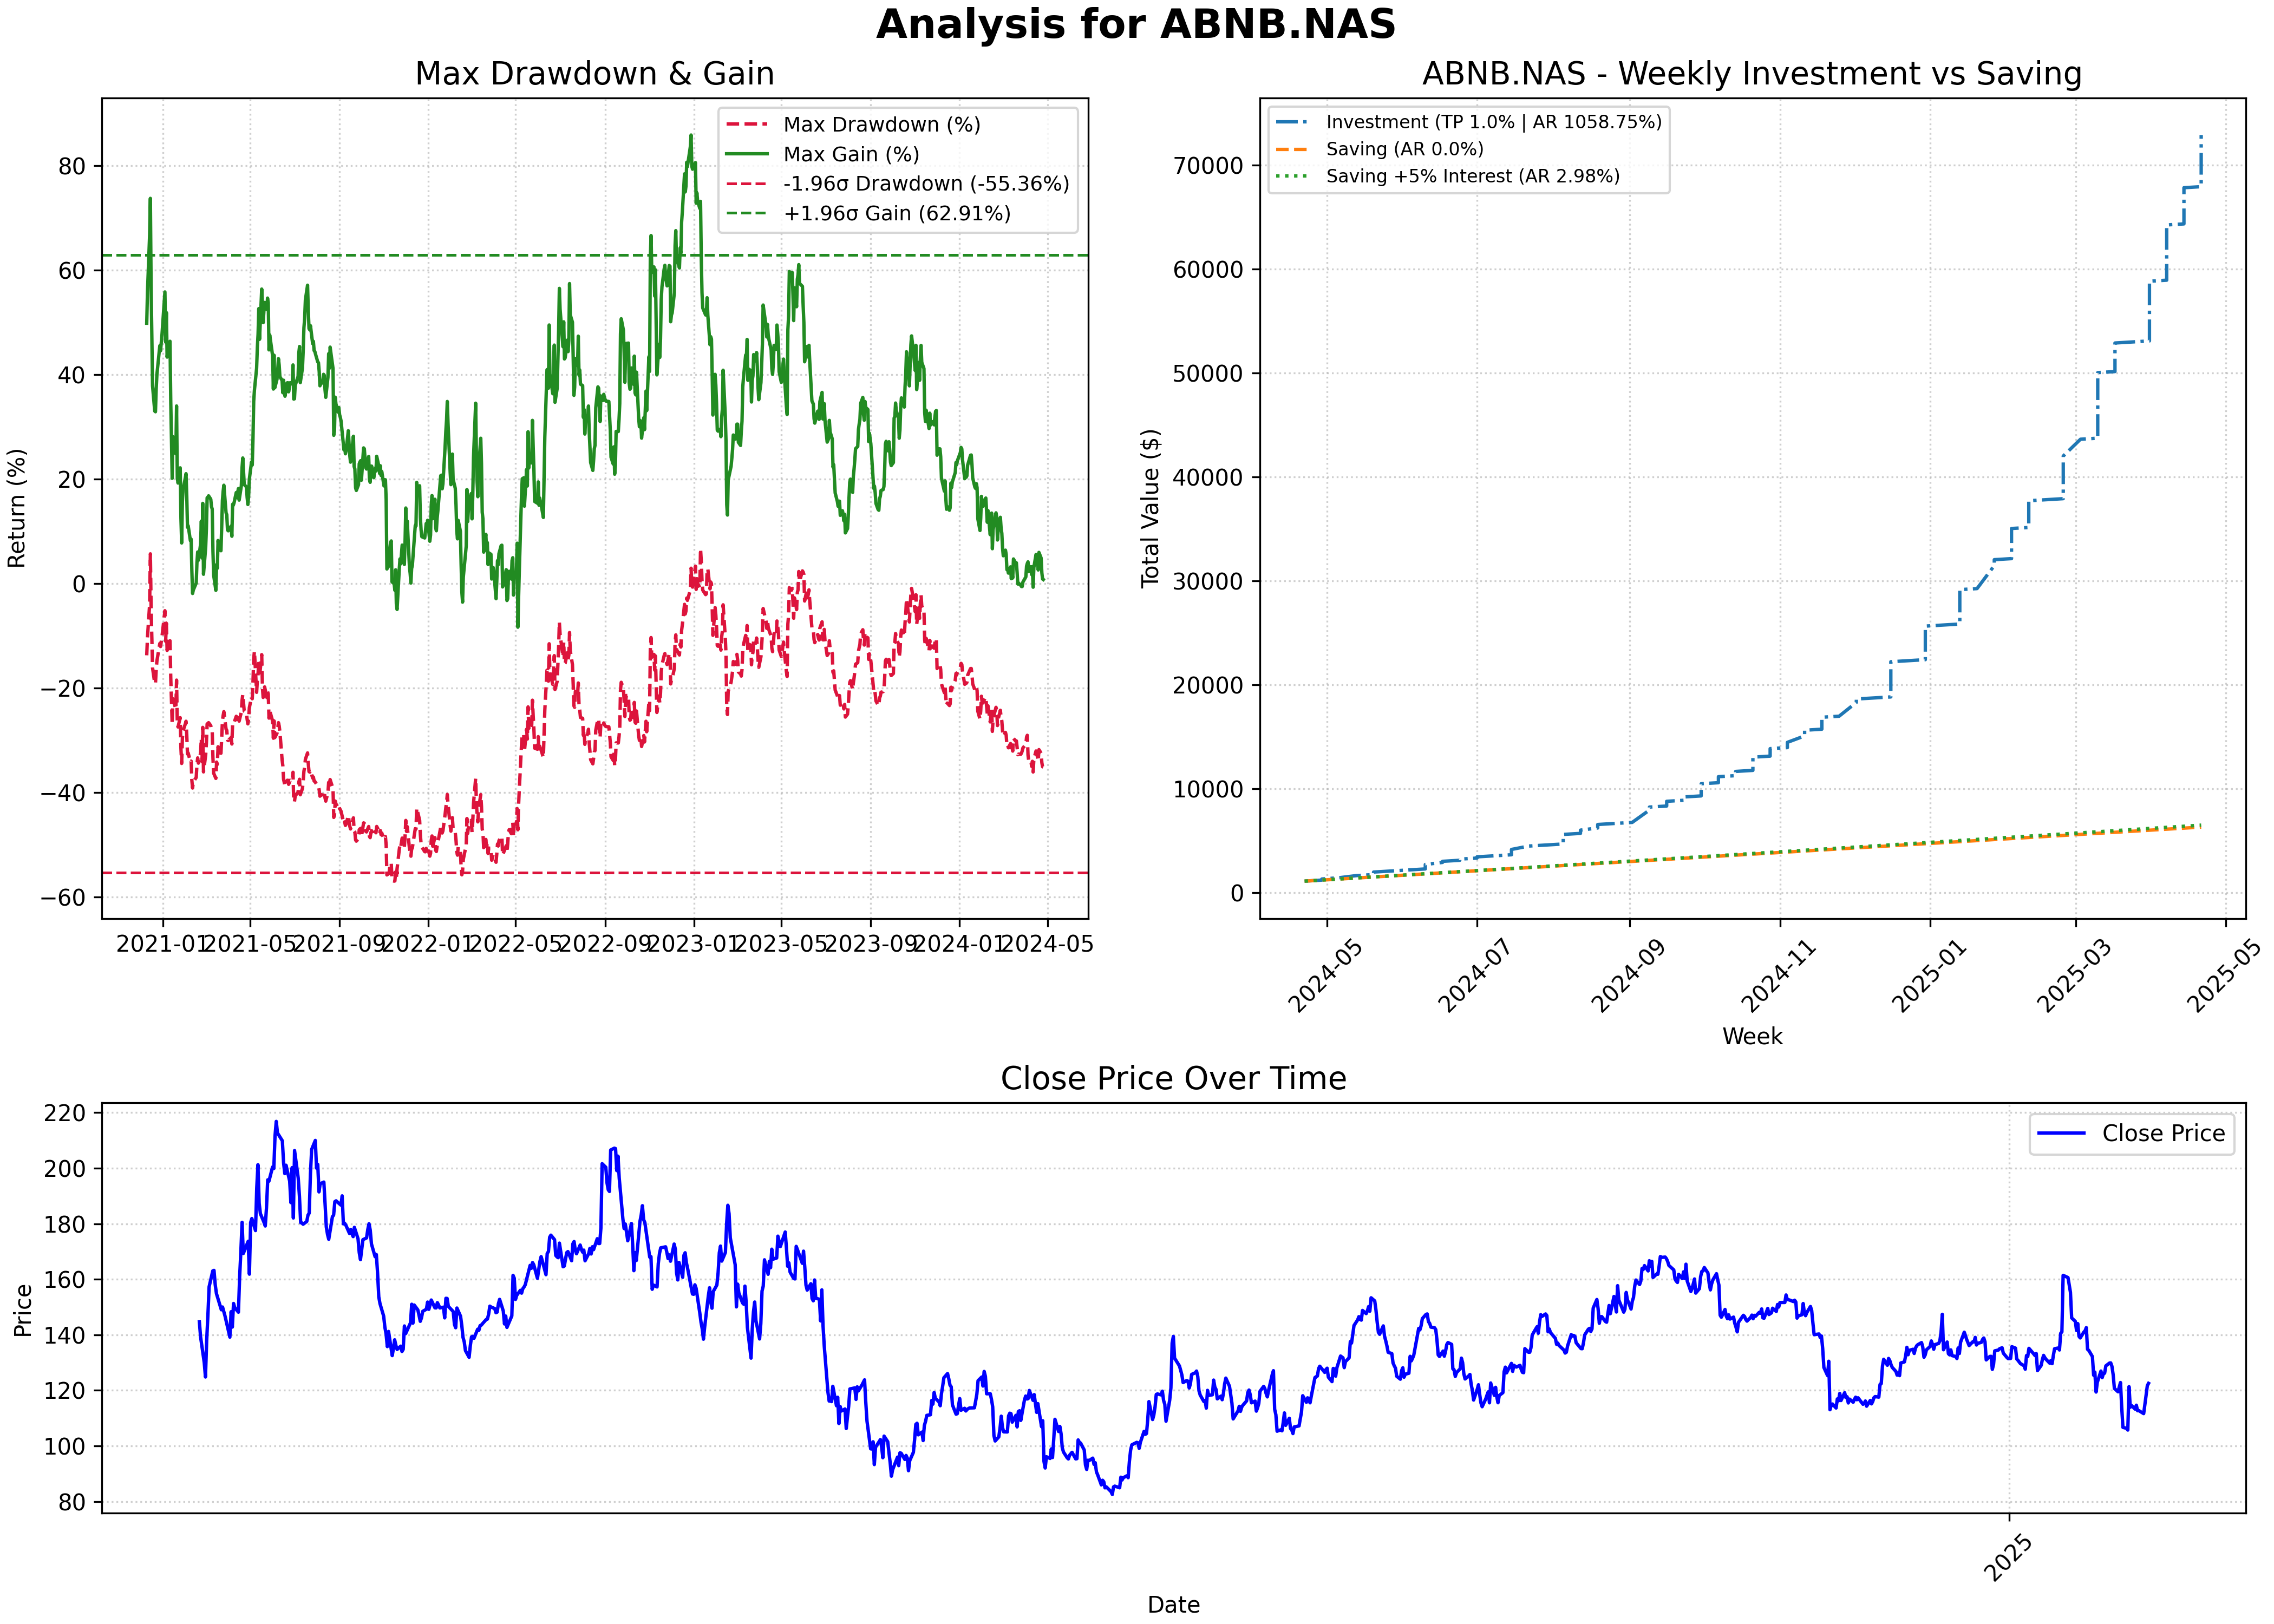 Analysis for ABNB.NAS
Max Drawdown & Gain
Max Drawdown (%)
Max Gain (%)
-1.96σ Drawdown (-55.36%)
+1.96σ Gain (62.91%)
Return (%)
80
60
40
20
0
−20
−40
−60
2021-01
2021-05
2021-09
2022-01
2022-05
2022-09
2023-01
2023-05
2023-09
2024-01
2024-05
ABNB.NAS - Weekly Investment vs Saving
Investment (TP 1.0% | AR 1058.75%)
Saving (AR 0.0%)
Saving +5% Interest (AR 2.98%)
Total Value ($)
70000
60000
50000
40000
30000
20000
10000
0
2024-05
2024-07
2024-09
2024-11
2025-01
2025-03
2025-05
Week
Close Price Over Time
Close Price
Price
220
200
180
160
140
120
100
80
2025
Date